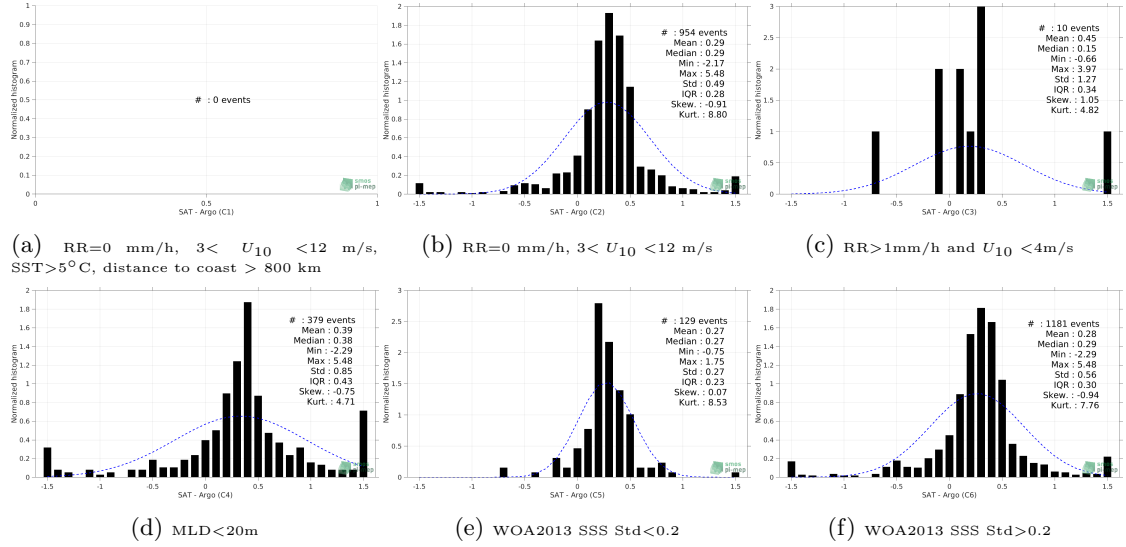 Normalized histogram
1
0.9
0.8
0.7
0.6
0.5
0.4
0.3
0.2
0.1
0
# : 0 events
smos
pi-mep
0 0.5 1
SAT - Argo (C1)
(a) RR=0 mm/h, 3< U10 <12 m/s,
SST>5°C, distance to coast > 800 km
Normalized histogram
2
1.8
1.6
1.4
1.2
1
0.8
0.6
0.4
0.2
0
# : 954 events
Mean : 0.29
Median : 0.29
Min : -2.17
Max : 5.48
Std : 0.49
IQR : 0.28
Skew. : -0.91
Kurt. : 8.80
smos
pi-mep
-1.5 -1 -0.5 0 0.5 1 1.5
SAT - Argo (C2)
(b) RR=0 mm/h, 3< U10 <12 m/s
Normalized histogram
3
2.5
2
1.5
1
0.5
0
# : 10 events
Mean : 0.45
Median : 0.15
Min : -0.66
Max : 3.97
Std : 1.27
IQR : 0.34
Skew. : 1.05
Kurt. : 4.82
smos
pi-mep
-1.5 -1 -0.5 0 0.5 1 1.5
SAT - Argo (C3)
(c) RR>1mm/h and U10 <4m/s
Normalized histogram
2
1.8
1.6
1.4
1.2
1
0.8
0.6
0.4
0.2
0
# : 379 events
Mean : 0.39
Median : 0.38
Min : -2.29
Max : 5.48
Std : 0.85
IQR : 0.43
Skew. : -0.75
Kurt. : 4.71
smos
pi-mep
-1.5 -1 -0.5 0 0.5 1 1.5
SAT - Argo (C4)
(d) MLD<20m
Normalized histogram
3
2.5
2
1.5
1
0.5
0
# : 129 events
Mean : 0.27
Median : 0.27
Min : -0.75
Max : 1.75
Std : 0.27
IQR : 0.23
Skew. : 0.07
Kurt. : 8.53
smos
pi-mep
-1.5 -1 -0.5 0 0.5 1 1.5
SAT - Argo (C5)
(e) WOA2013 SSS Std<0.2
Normalized histogram
2
1.8
1.6
1.4
1.2
1
0.8
0.6
0.4
0.2
0
# : 1181 events
Mean : 0.28
Median : 0.29
Min : -2.29
Max : 5.48
Std : 0.56
IQR : 0.30
Skew. : -0.94
Kurt. : 7.76
smos
pi-mep
-1.5 -1 -0.5 0 0.5 1 1.5
SAT - Argo (C6)
(f) WOA2013 SSS Std>0.2